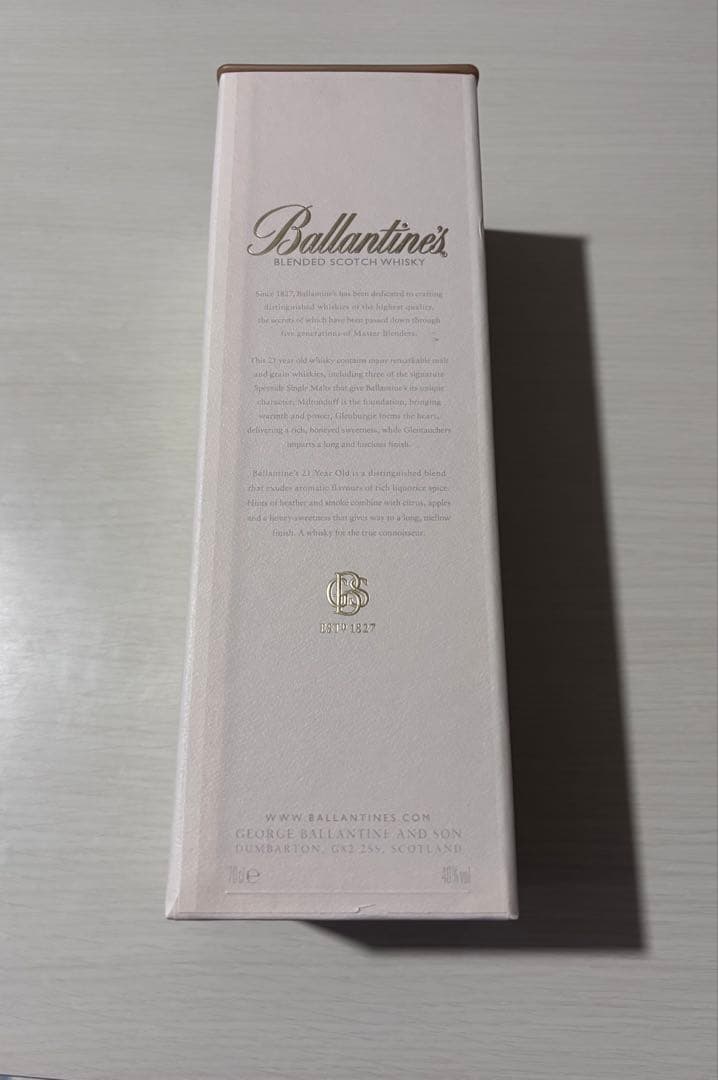 Ballantine's
BLENDED SCOTCH WHISKY
Since 1827, Ballantine's has been dedicated to crafting
distinguished whiskies of the highest quality,
the secrets of which have been passed down through
five generations of Master Blenders.
This 21 year old whisky contains many remarkable malt
and grain whiskies, including three of the signature
Speyside Single Malts that give Ballantine's its unique
character; Miltonduff is the foundation, bringing
warmth and power, Glenburgie forms the heart,
delivering a rich, honeyed sweetness, while Glentauchers
imparts a long and luscious finish.
Ballantine's 21 Year Old is a distinguished blend
that exudes aromatic flavours of rich liquorice spice.
Hints of heather and smoke combine with citrus, apples
and a honey-sweetness that gives way to a long, mellow
finish. A whisky for the true connoisseur.
GBS
ESTD 1827
WWW.BALLANTINES.COM
GEORGE BALLANTINE AND SON
DUMBARTON, G82 2SS, SCOTLAND
70cl e 40%vol